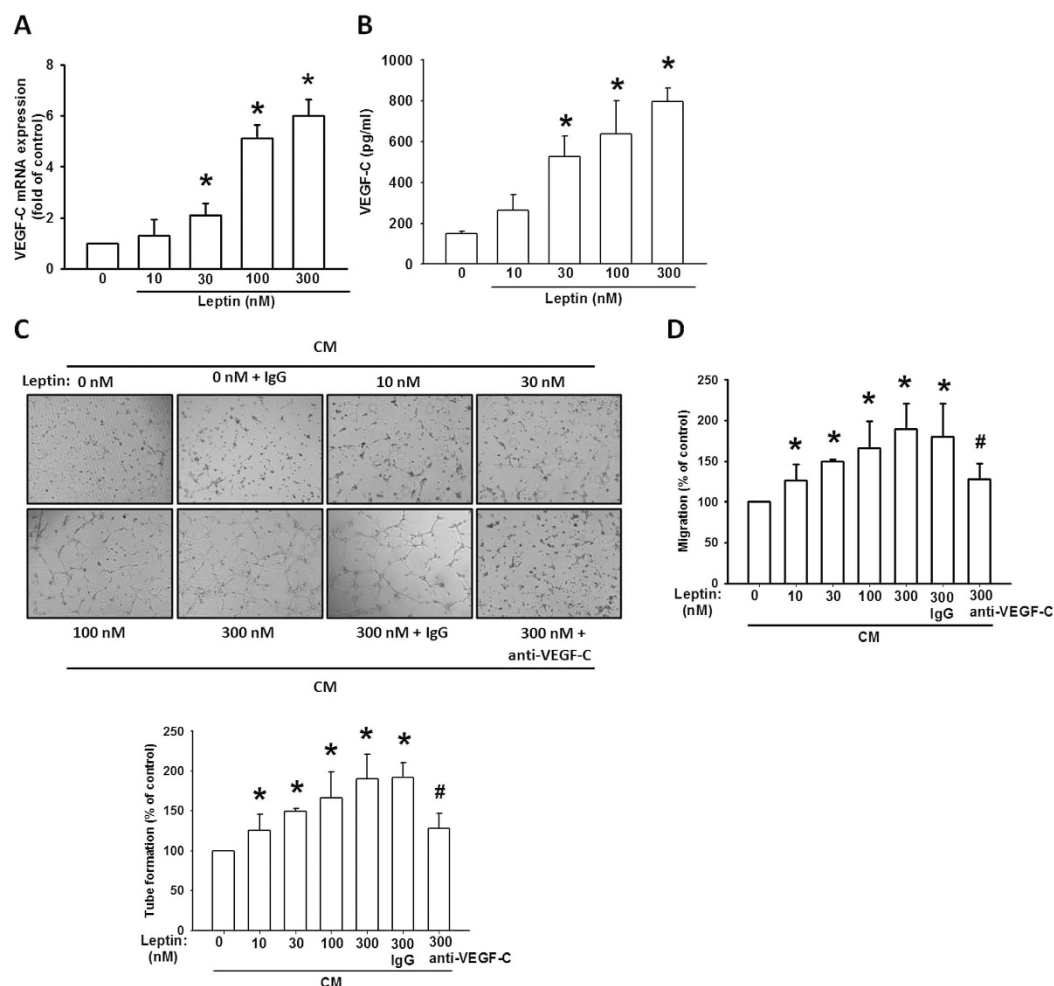 A
VEGF-C mRNA expression
(fold of control)
8
6
4
2
0
*
*
*
0 10 30 100 300
Leptin (nM)
B
VEGF-C (pg/ml)
1000
800
600
400
200
0
*
*
*
0 10 30 100 300
Leptin (nM)
C
CM
Leptin: 0 nM 0 nM + IgG 10 nM 30 nM
100 nM 300 nM 300 nM + IgG 300 nM +
anti-VEGF-C
CM
Tube formation (% of control)
250
200
150
100
50
0
* * * * * #
Leptin: 0 10 30 100 300 300 300
(nM) IgG anti-VEGF-C
CM
D
Migration (% of control)
250
200
150
100
50
0
* * * * * #
Leptin: 0 10 30 100 300 300 300
(nM) IgG anti-VEGF-C
CM